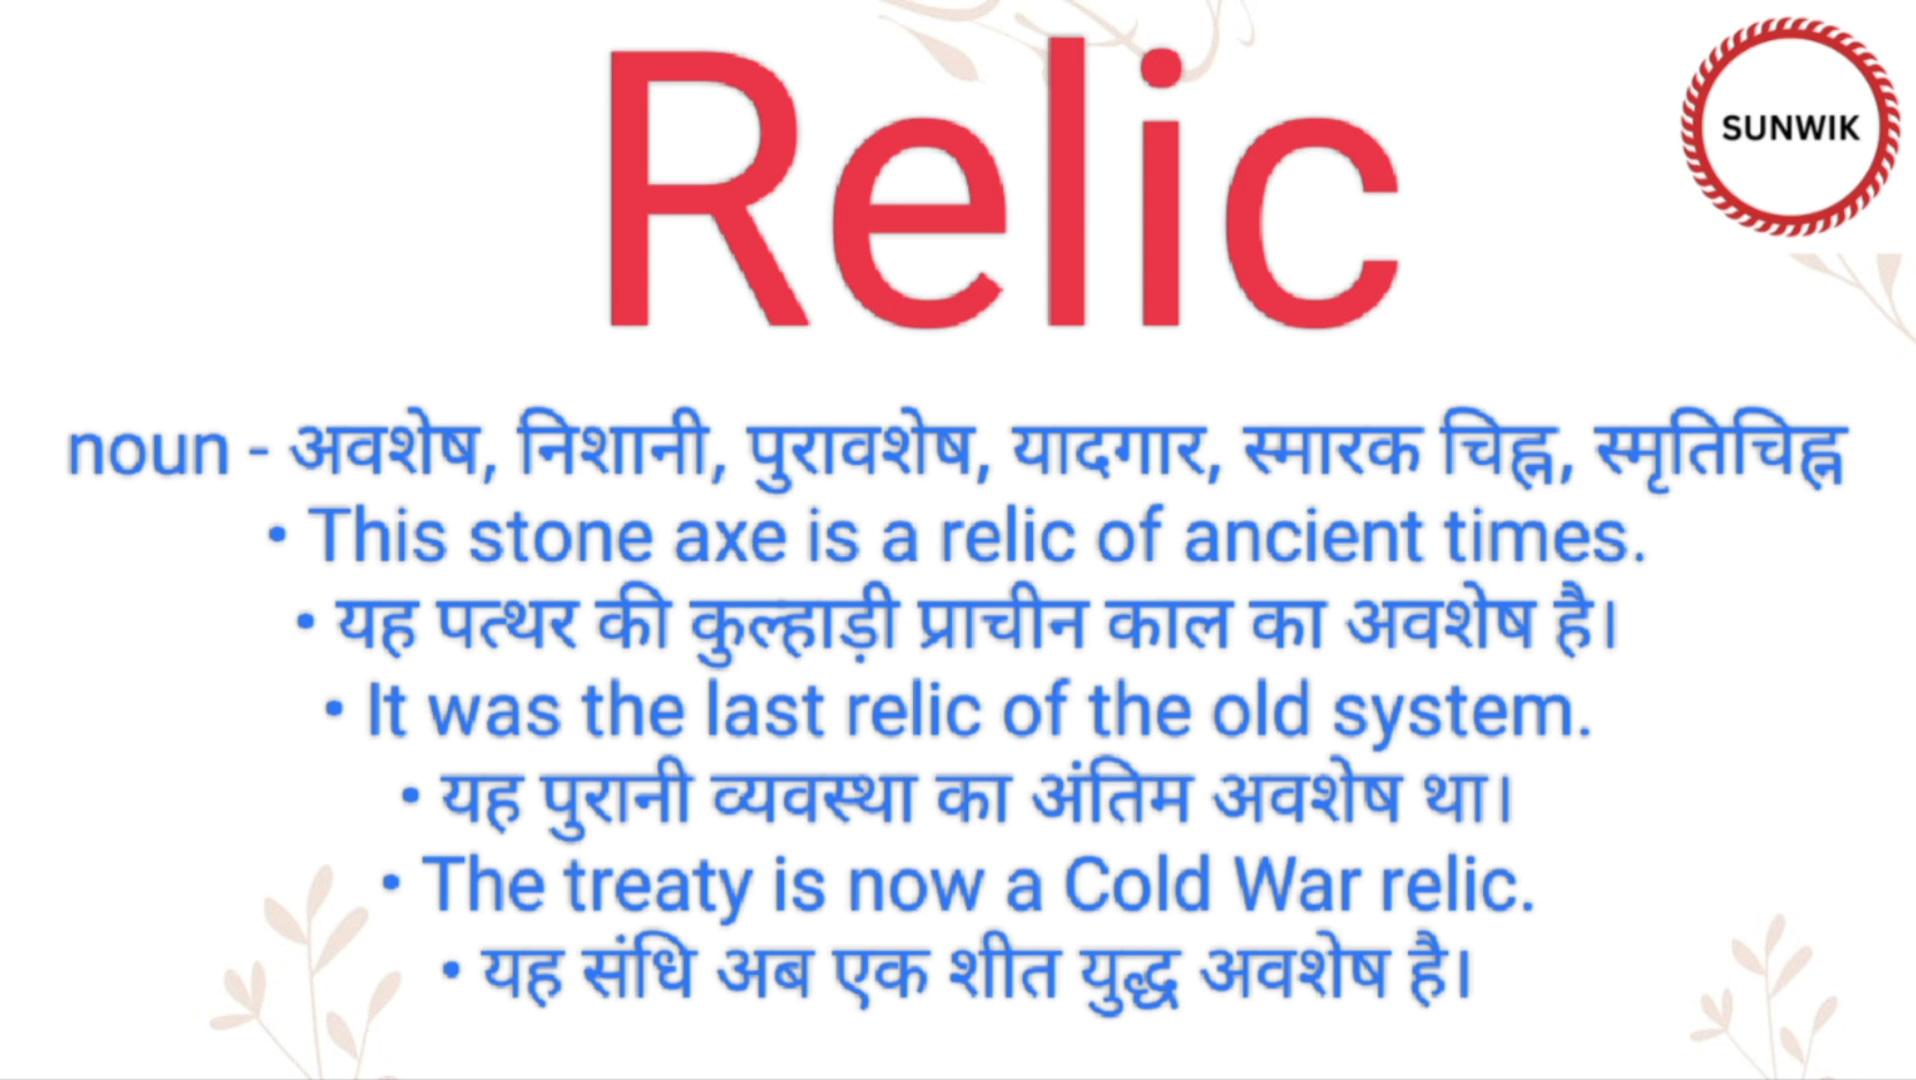 Relic
SUNWIK
noun - अवशेष, निशानी, पुरावशेष, यादगार, स्मारक चिह्न, स्मृतिचिह्न
• This stone axe is a relic of ancient times.
• यह पत्थर की कुल्हाड़ी प्राचीन काल का अवशेष है।
• It was the last relic of the old system.
• यह पुरानी व्यवस्था का अंतिम अवशेष था।
• The treaty is now a Cold War relic.
• यह संधि अब एक शीत युद्ध अवशेष है।